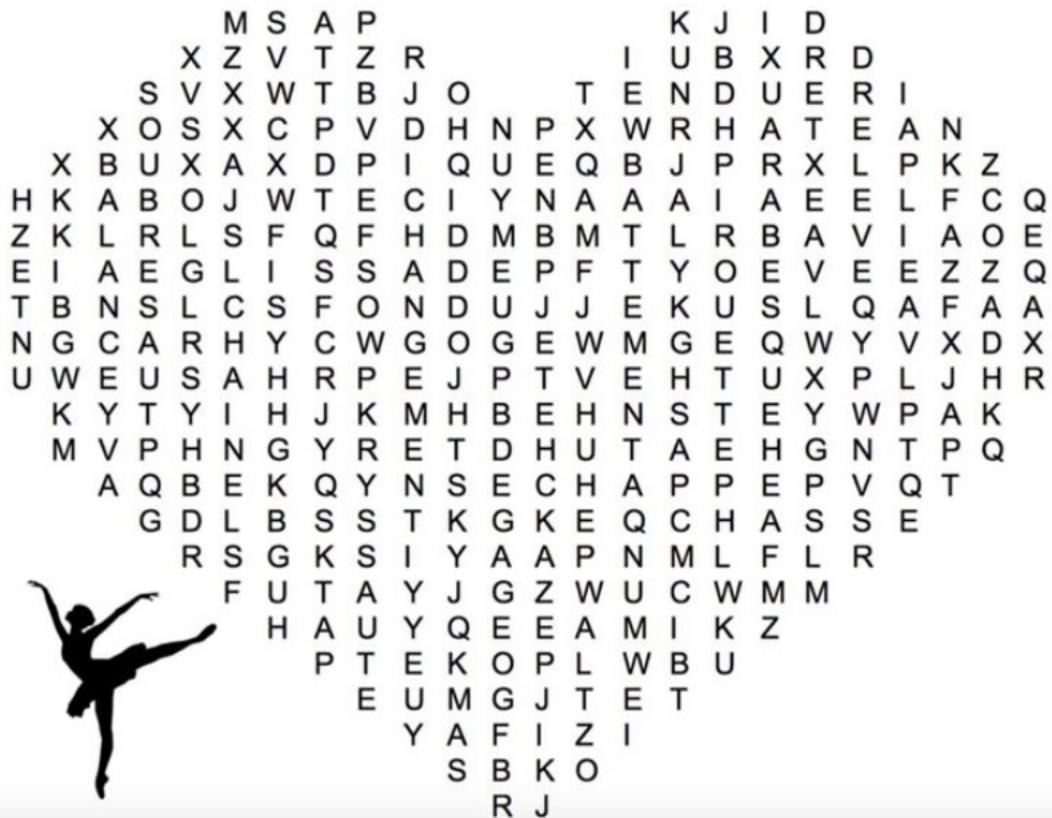 M S A P K J I D
X Z V T Z R I U B X R D
S V X W T B J O T E N D U E R I
X O S X C P V D H N P X W R H A T E A N
X B U X A X D P I Q U E Q B J P R X L P K Z
H K A B O J W T E C I Y N A A A I A E E L F C Q
Z K L R L S F Q F H D M B M T L R B A V I A O E
E I A E G L I S S A D E P F T Y O E V E E Z Z Q
T B N S L C S F O N D U J J E K U S L Q A F A A
N G C A R H Y C W G O G E W M G E Q W Y V X D X
U W E U S A H R P E J P T V E H T U X P L J H R
K Y T Y I H J K M H B E H N S T E Y W P A K
M V P H N G Y R E T D H U T A E H G N T P Q
A Q B E K Q Y N S E C H A P P E P V Q T
G D L B S S T K G K E Q C H A S S E
R S G K S I Y A A P N M L F L R
F U T A Y J G Z W U C W M M
H A U Y Q E E A M I K Z
P T E K O P L W B U
E U M G J T E T
Y A F I Z I
S B K O
R J